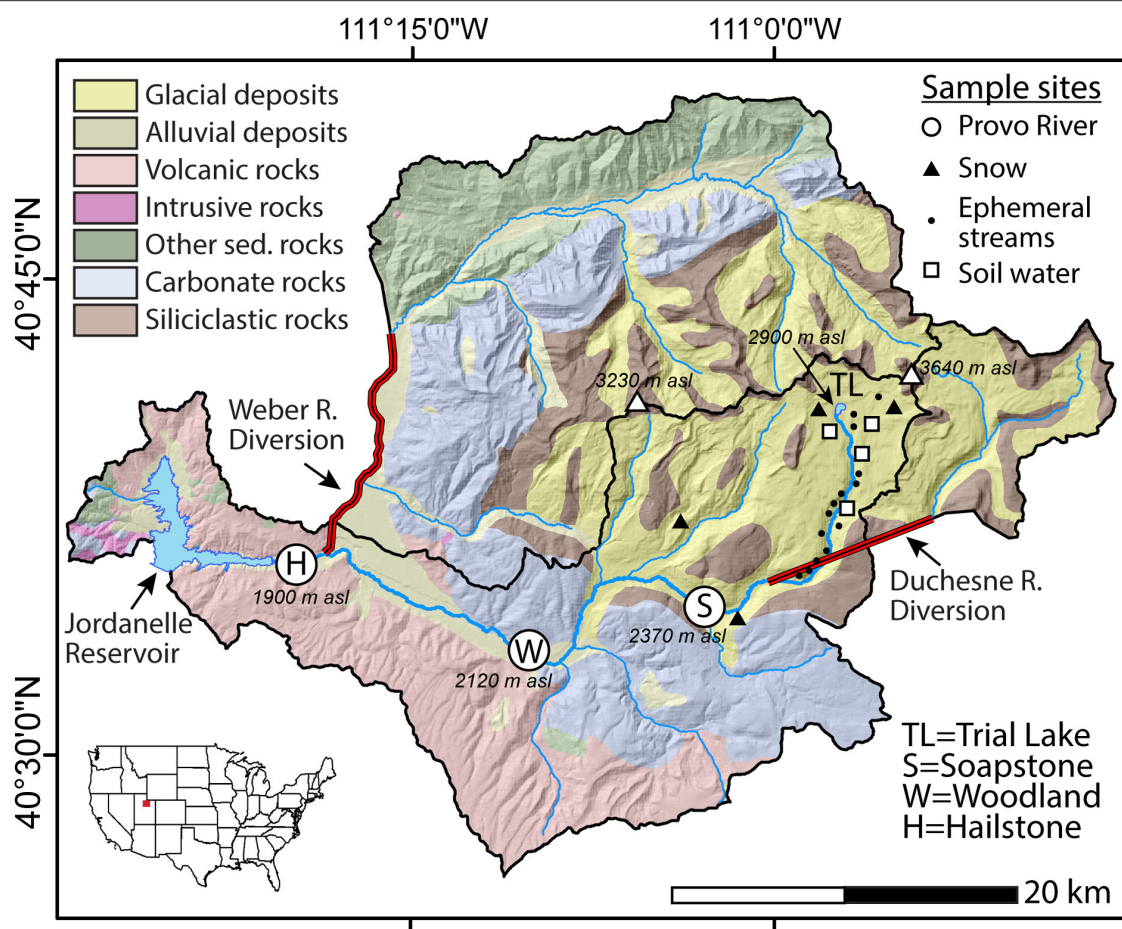 111°15'0"W
111°0'0"W
40°45'0"N
40°30'0"N
Glacial deposits
Alluvial deposits
Volcanic rocks
Intrusive rocks
Other sed. rocks
Carbonate rocks
Siliciclastic rocks
Sample sites
Provo River
Snow
Ephemeral
streams
Soil water
2900 m asl
TL
3640 m asl
3230 m asl
Weber R.
Diversion
H
1900 m asl
Jordanelle
Reservoir
W
2120 m asl
S
2370 m asl
Duchesne R.
Diversion
TL=Trial Lake
S=Soapstone
W=Woodland
H=Hailstone
20 km